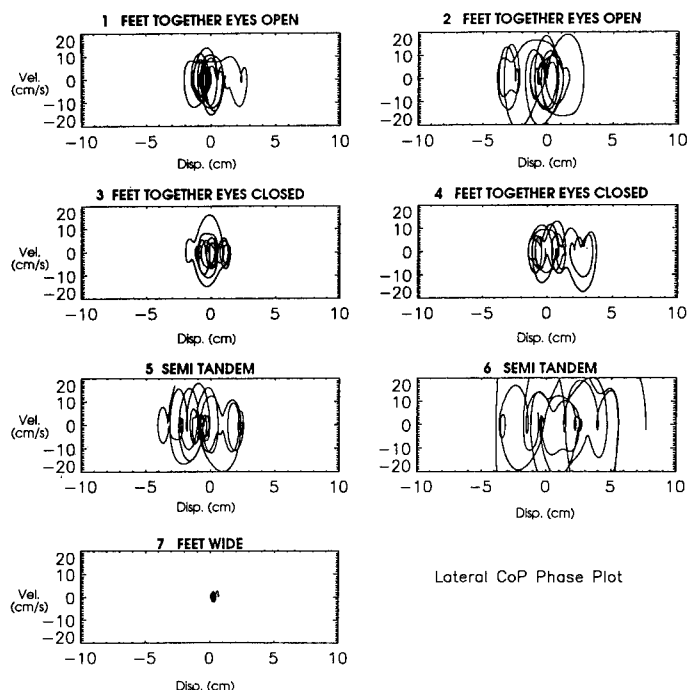 1 FEET TOGETHER EYES OPEN
20
10
Vel. 0
(cm/s)
−10
−20
−10 −5 0 5 10
Disp. (cm)
2 FEET TOGETHER EYES OPEN
20
10
0
−10
−20
−10 −5 0 5 10
Disp. (cm)
3 FEET TOGETHER EYES CLOSED
20
10
Vel. 0
(cm/s)
−10
−20
−10 −5 0 5 10
Disp. (cm)
4 FEET TOGETHER EYES CLOSED
20
10
0
−10
−20
−10 −5 0 5 10
Disp. (cm)
5 SEMI TANDEM
20
10
Vel. 0
(cm/s)
−10
−20
−10 −5 0 5 10
Disp. (cm)
6 SEMI TANDEM
20
10
0
−10
−20
−10 −5 0 5 10
Disp. (cm)
7 FEET WIDE
20
10
Vel. 0
(cm/s)
−10
−20
−10 −5 0 5 10
Disp. (cm)
Lateral CoP Phase Plot